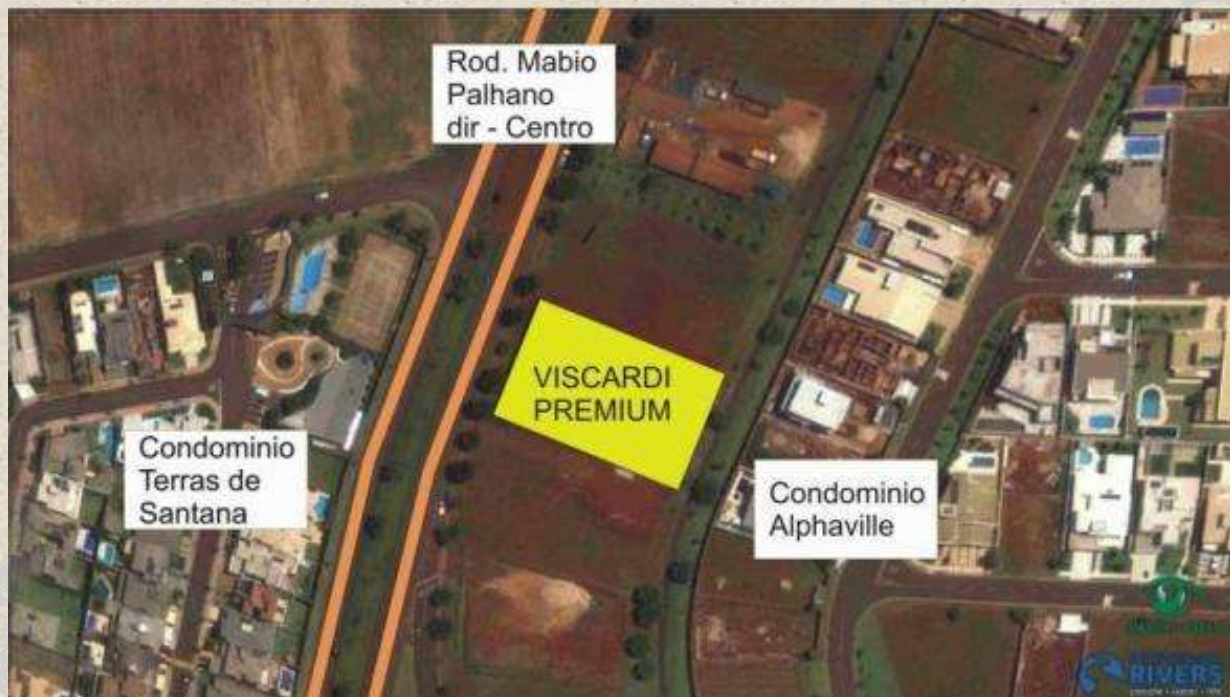 Rod. Mabio
Palhano
dir - Centro
VISCARDI
PREMIUM
Condominio
Terras de
Santana
Condominio
Alphaville
RIVERS